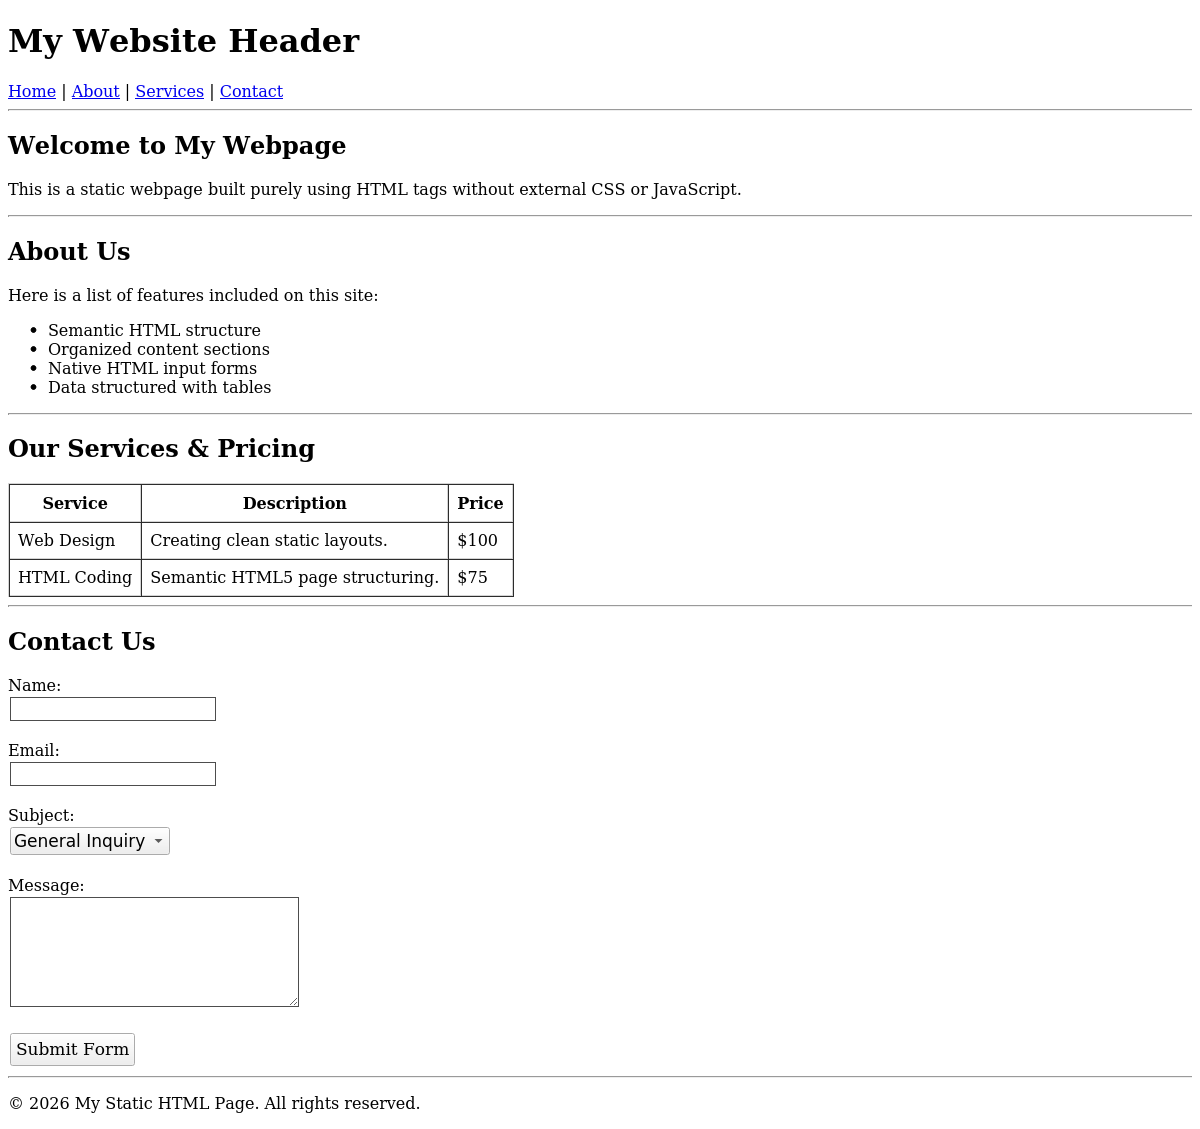 My Website Header
Home | About | Services | Contact
Welcome to My Webpage
This is a static webpage built purely using HTML tags without external CSS or JavaScript.
About Us
Here is a list of features included on this site:
• Semantic HTML structure
• Organized content sections
• Native HTML input forms
• Data structured with tables
Our Services & Pricing
Service Description Price
Web Design Creating clean static layouts. $100
HTML Coding Semantic HTML5 page structuring. $75
Contact Us
Name:
Email:
Subject:
General Inquiry
Message:
Submit Form
© 2026 My Static HTML Page. All rights reserved.